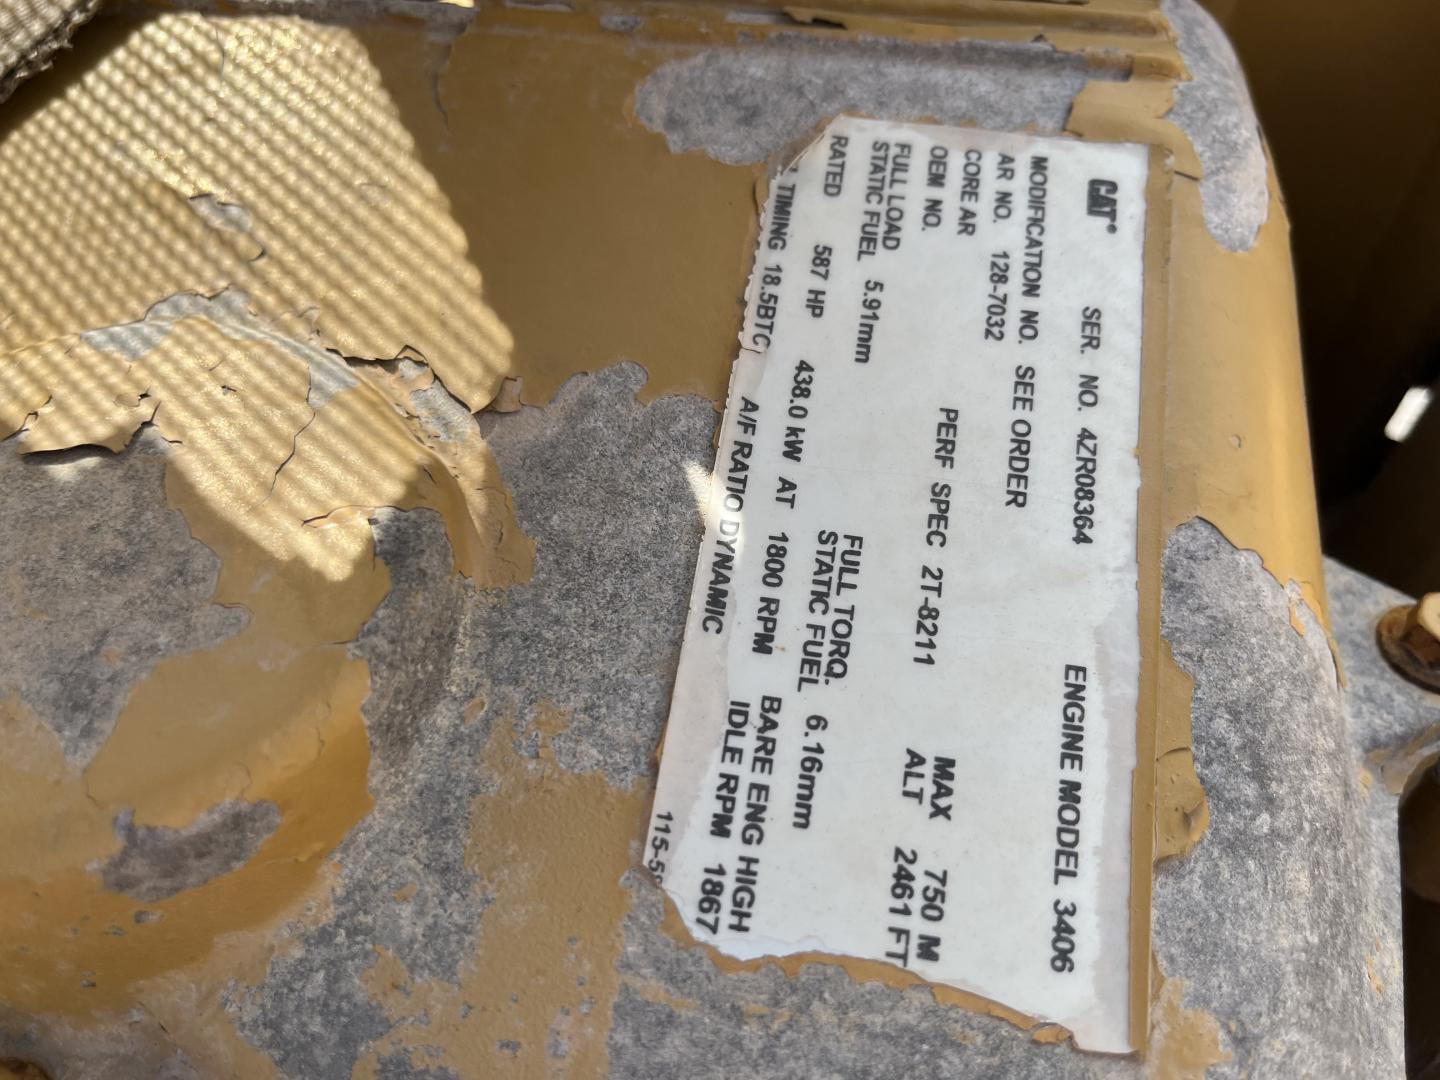 CAT® SER. NO. 4ZR08364 ENGINE MODEL 3406
MODIFICATION NO. SEE ORDER
AR NO. 128-7032
CORE AR
OEM NO. PERF SPEC 2T-8211 MAX 750 M
ALT 2461 FT
FULL LOAD FULL TORQ.
STATIC FUEL 5.91mm STATIC FUEL 6.16mm
RATED 587 HP 438.0 kW AT 1800 RPM BARE ENG HIGH
IDLE RPM 1867
TIMING 18.5BTC A/F RATIO DYNAMIC
115-5